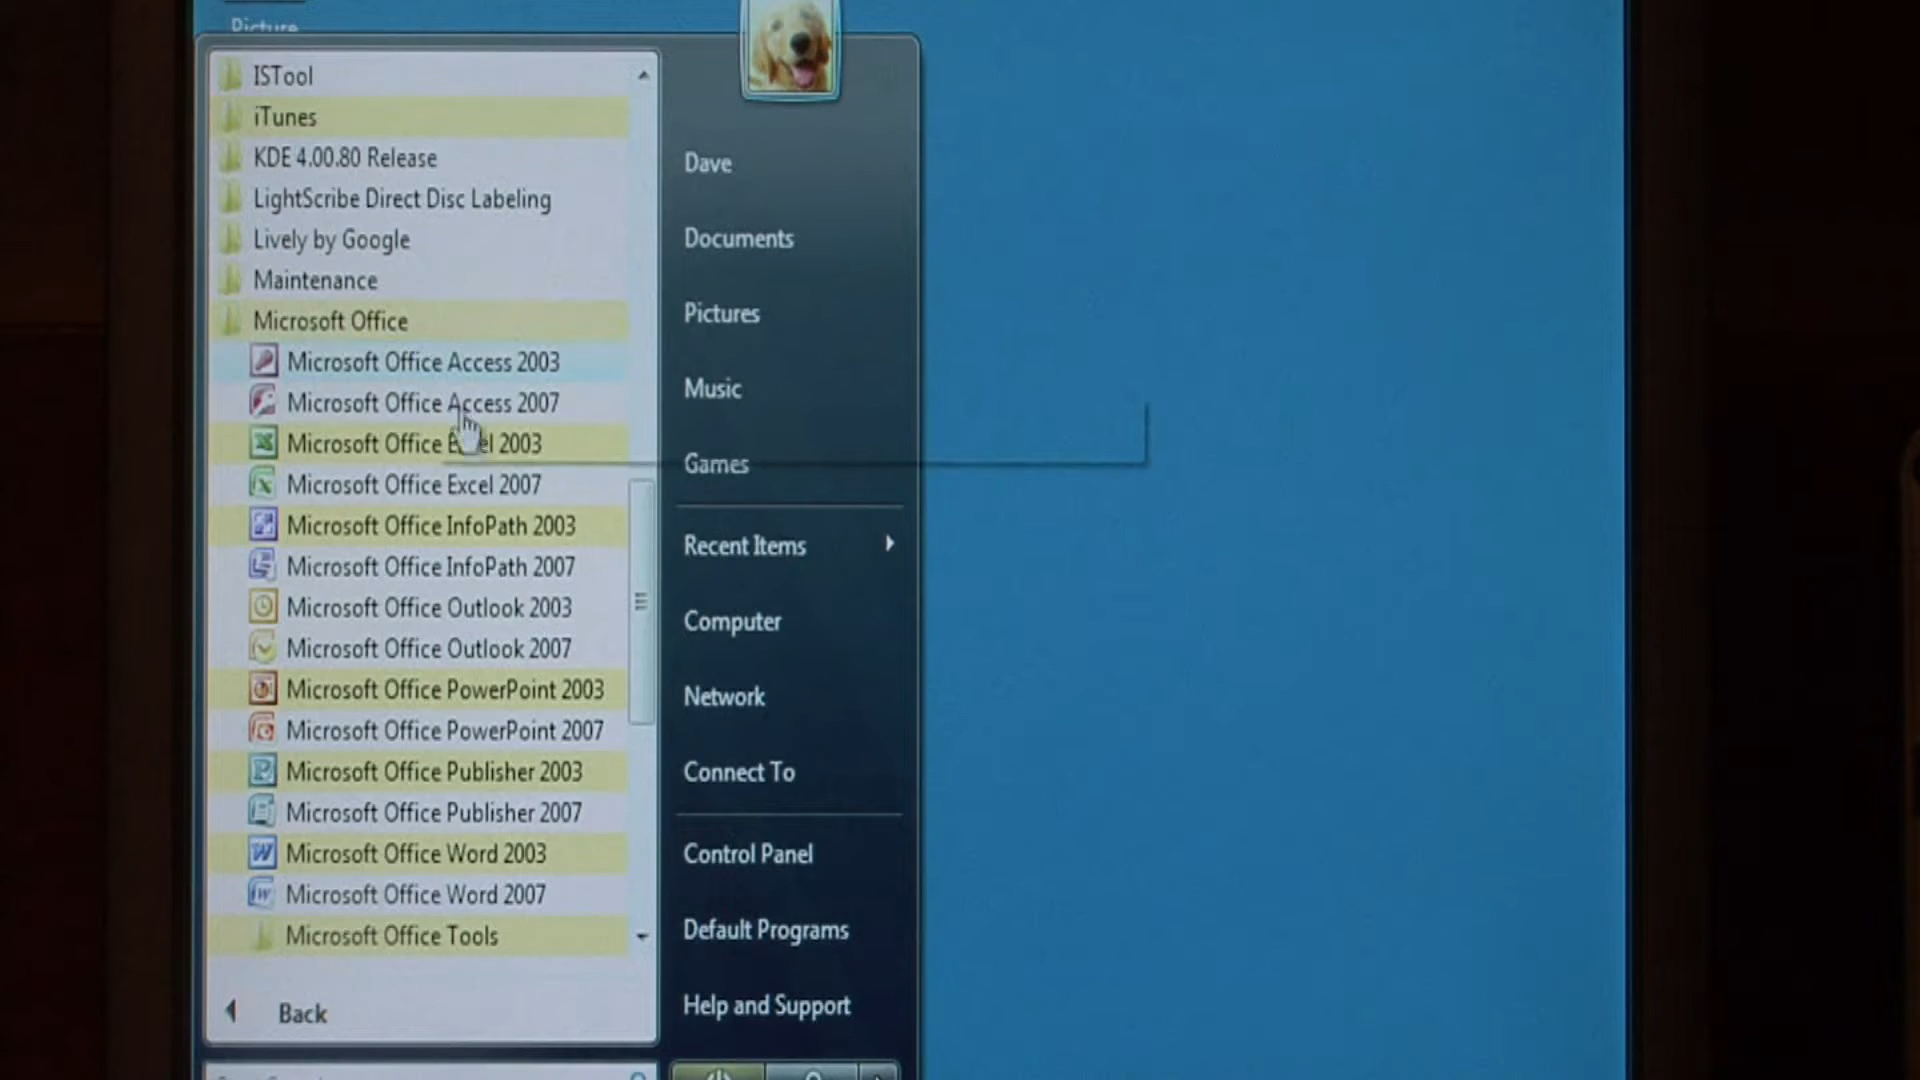 Picture
ISTool
iTunes
KDE 4.00.80 Release
LightScribe Direct Disc Labeling
Lively by Google
Maintenance
Microsoft Office
Microsoft Office Access 2003
Microsoft Office Access 2007
Microsoft Office Excel 2003
Microsoft Office Excel 2007
Microsoft Office InfoPath 2003
Microsoft Office InfoPath 2007
Microsoft Office Outlook 2003
Microsoft Office Outlook 2007
Microsoft Office PowerPoint 2003
Microsoft Office PowerPoint 2007
Microsoft Office Publisher 2003
Microsoft Office Publisher 2007
Microsoft Office Word 2003
Microsoft Office Word 2007
Microsoft Office Tools
Back
Dave
Documents
Pictures
Music
Games
Recent Items
Computer
Network
Connect To
Control Panel
Default Programs
Help and Support